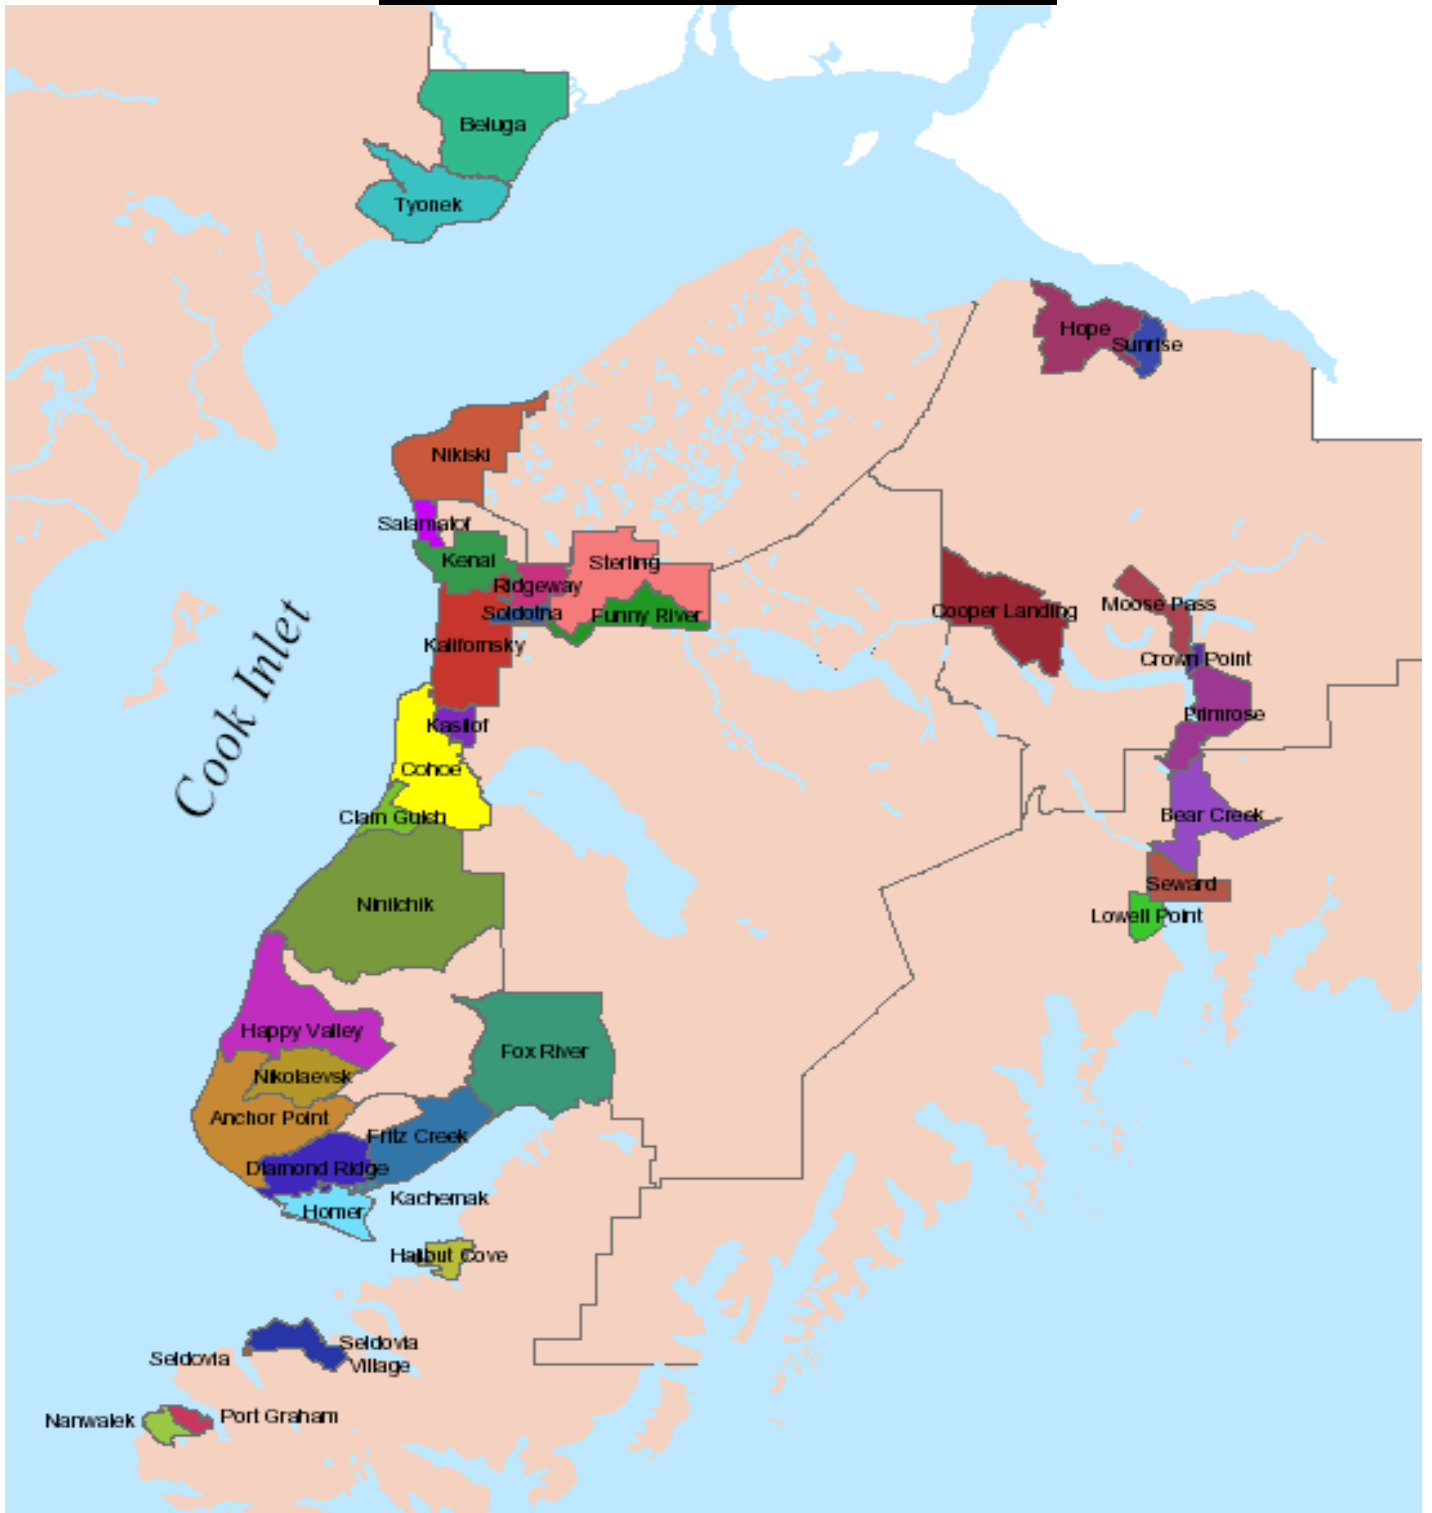 Beluga
Tyonek
Hope
Sunrise
Nikiski
Salamatof
Kenai
Sterling
Ridgeway
Soldotna
Funny River
Kalifornsky
Cooper Landing
Moose Pass
Crown Point
Primrose
Cook Inlet
Kasilof
Cohoe
Clam Gulch
Bear Creek
Seward
Lowell Point
Ninilchik
Happy Valley
Fox River
Nikolaevsk
Anchor Point
Fritz Creek
Diamond Ridge
Kachemak
Homer
Halibut Cove
Seldovia
Village
Seldovia
Nanwalek
Port Graham